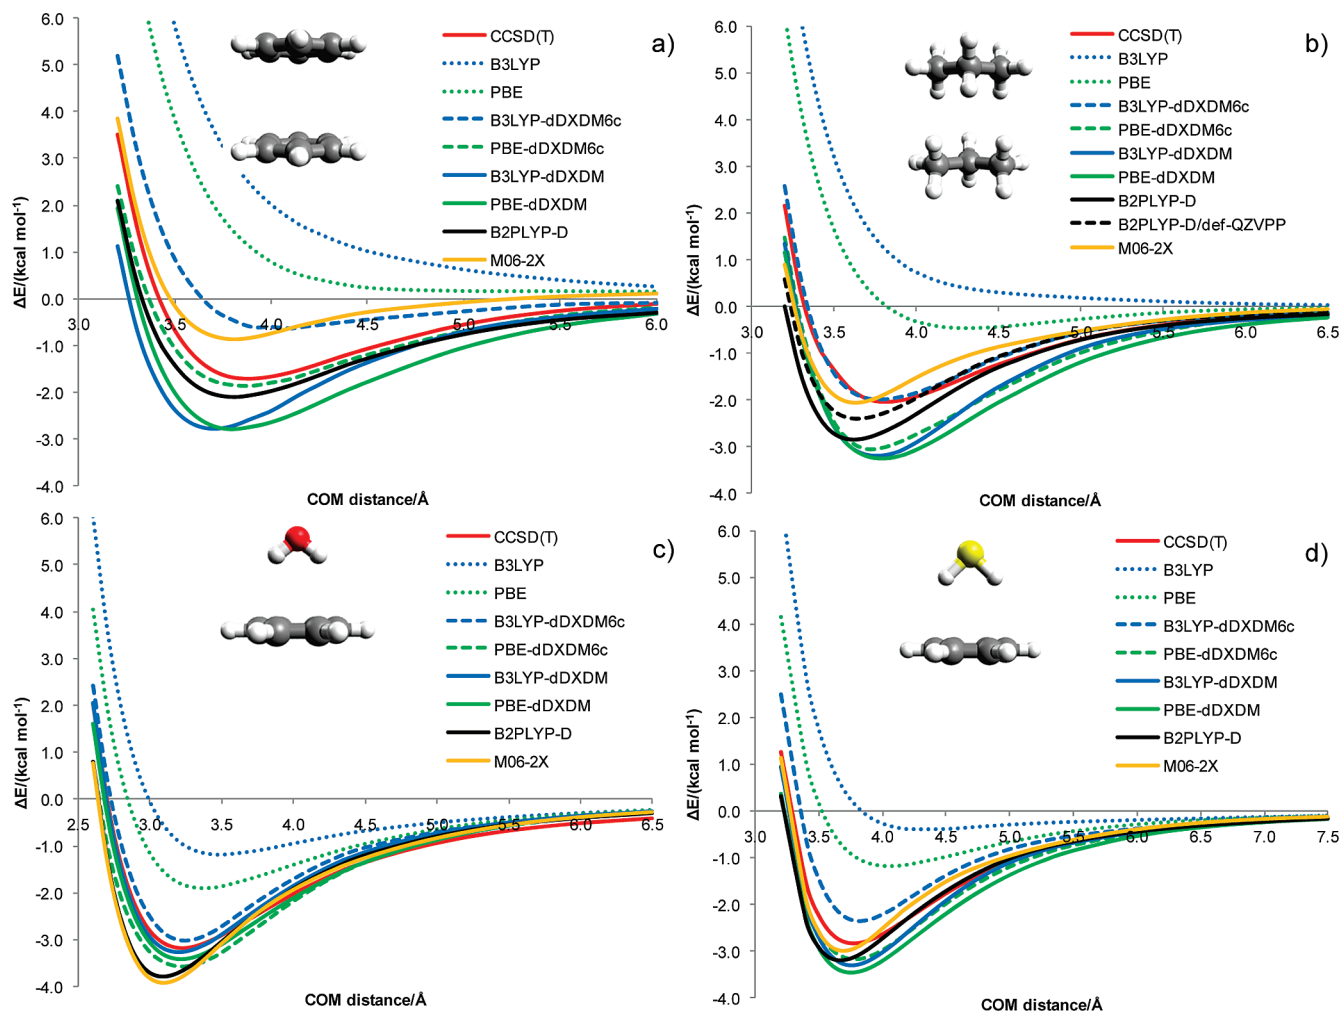 a)
6.0
5.0
4.0
3.0
2.0
1.0
0.0
-1.0
-2.0
-3.0
-4.0
ΔE/(kcal mol-1)
3.0 3.5 4.0 4.5 5.0 5.5 6.0
COM distance/Å
CCSD(T)
B3LYP
PBE
B3LYP-dDXDM6c
PBE-dDXDM6c
B3LYP-dDXDM
PBE-dDXDM
B2PLYP-D
M06-2X
b)
6.0
5.0
4.0
3.0
2.0
1.0
0.0
-1.0
-2.0
-3.0
-4.0
ΔE/(kcal mol-1)
3.0 3.5 4.0 4.5 5.0 5.5 6.0 6.5
COM distance/Å
CCSD(T)
B3LYP
PBE
B3LYP-dDXDM6c
PBE-dDXDM6c
B3LYP-dDXDM
PBE-dDXDM
B2PLYP-D
B2PLYP-D/def-QZVPP
M06-2X
c)
6.0
5.0
4.0
3.0
2.0
1.0
0.0
-1.0
-2.0
-3.0
-4.0
ΔE/(kcal mol-1)
2.5 3.0 3.5 4.0 4.5 5.0 5.5 6.0 6.5
COM distance/Å
CCSD(T)
B3LYP
PBE
B3LYP-dDXDM6c
PBE-dDXDM6c
B3LYP-dDXDM
PBE-dDXDM
B2PLYP-D
M06-2X
d)
6.0
5.0
4.0
3.0
2.0
1.0
0.0
-1.0
-2.0
-3.0
-4.0
ΔE/(kcal mol-1)
3.0 3.5 4.0 4.5 5.0 5.5 6.0 6.5 7.0 7.5
COM distance/Å
CCSD(T)
B3LYP
PBE
B3LYP-dDXDM6c
PBE-dDXDM6c
B3LYP-dDXDM
PBE-dDXDM
B2PLYP-D
M06-2X